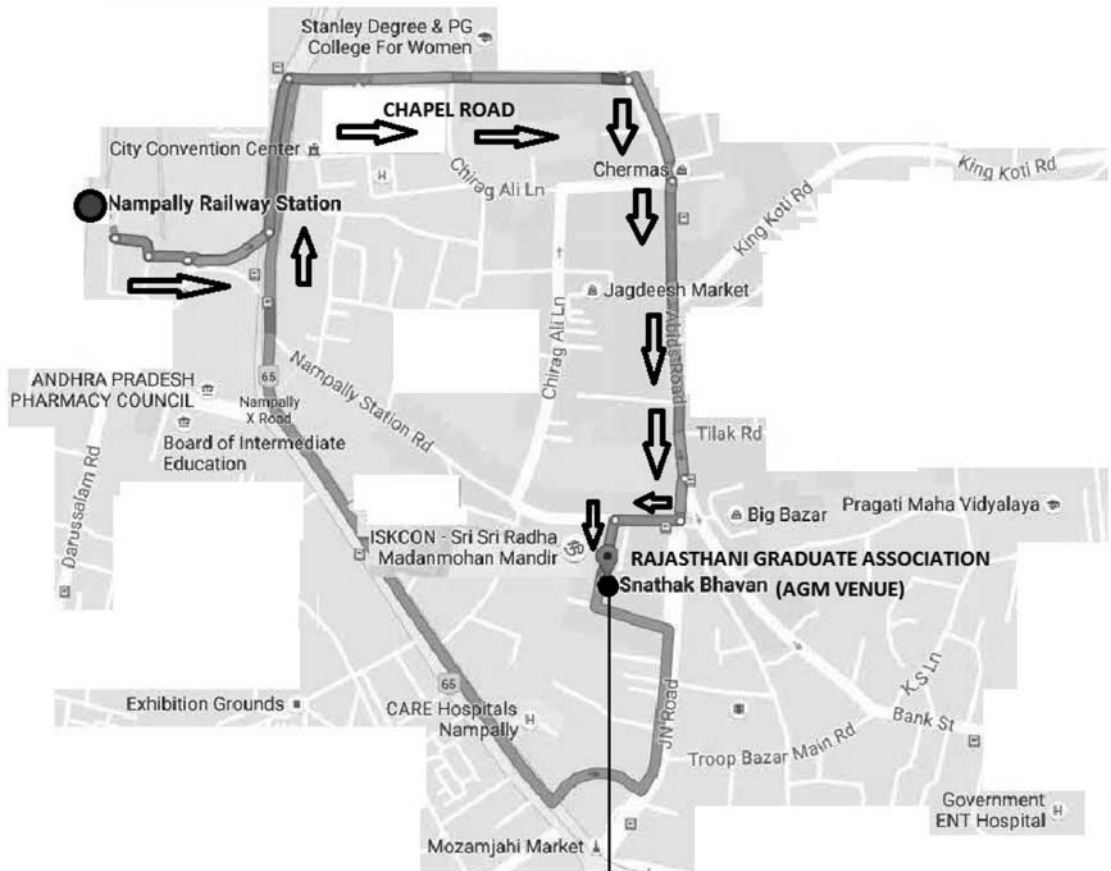 Stanley Degree & PG
College For Women
CHAPEL ROAD
City Convention Center
H
Chirag Ali Ln
Chermas
King Koti Rd
King Koti Rd
Nampally Railway Station
Jagdeesh Market
Chirag Ali Ln
Abids Road
Nampally Station Rd
65
ANDHRA PRADESH
PHARMACY COUNCIL
Nampally
X Road
Board of Intermediate
Education
Tilak Rd
Darussalam Rd
Big Bazar
Pragati Maha Vidyalaya
ISKCON - Sri Sri Radha
Madanmohan Mandir
RAJASTHANI GRADUATE ASSOCIATION
Snathak Bhavan (AGM VENUE)
Exhibition Grounds
65
CARE Hospitals
Nampally
H
JN Road
K.S Ln
Bank St
Troop Bazar Main Rd
Government
ENT Hospital
H
Mozamjahi Market